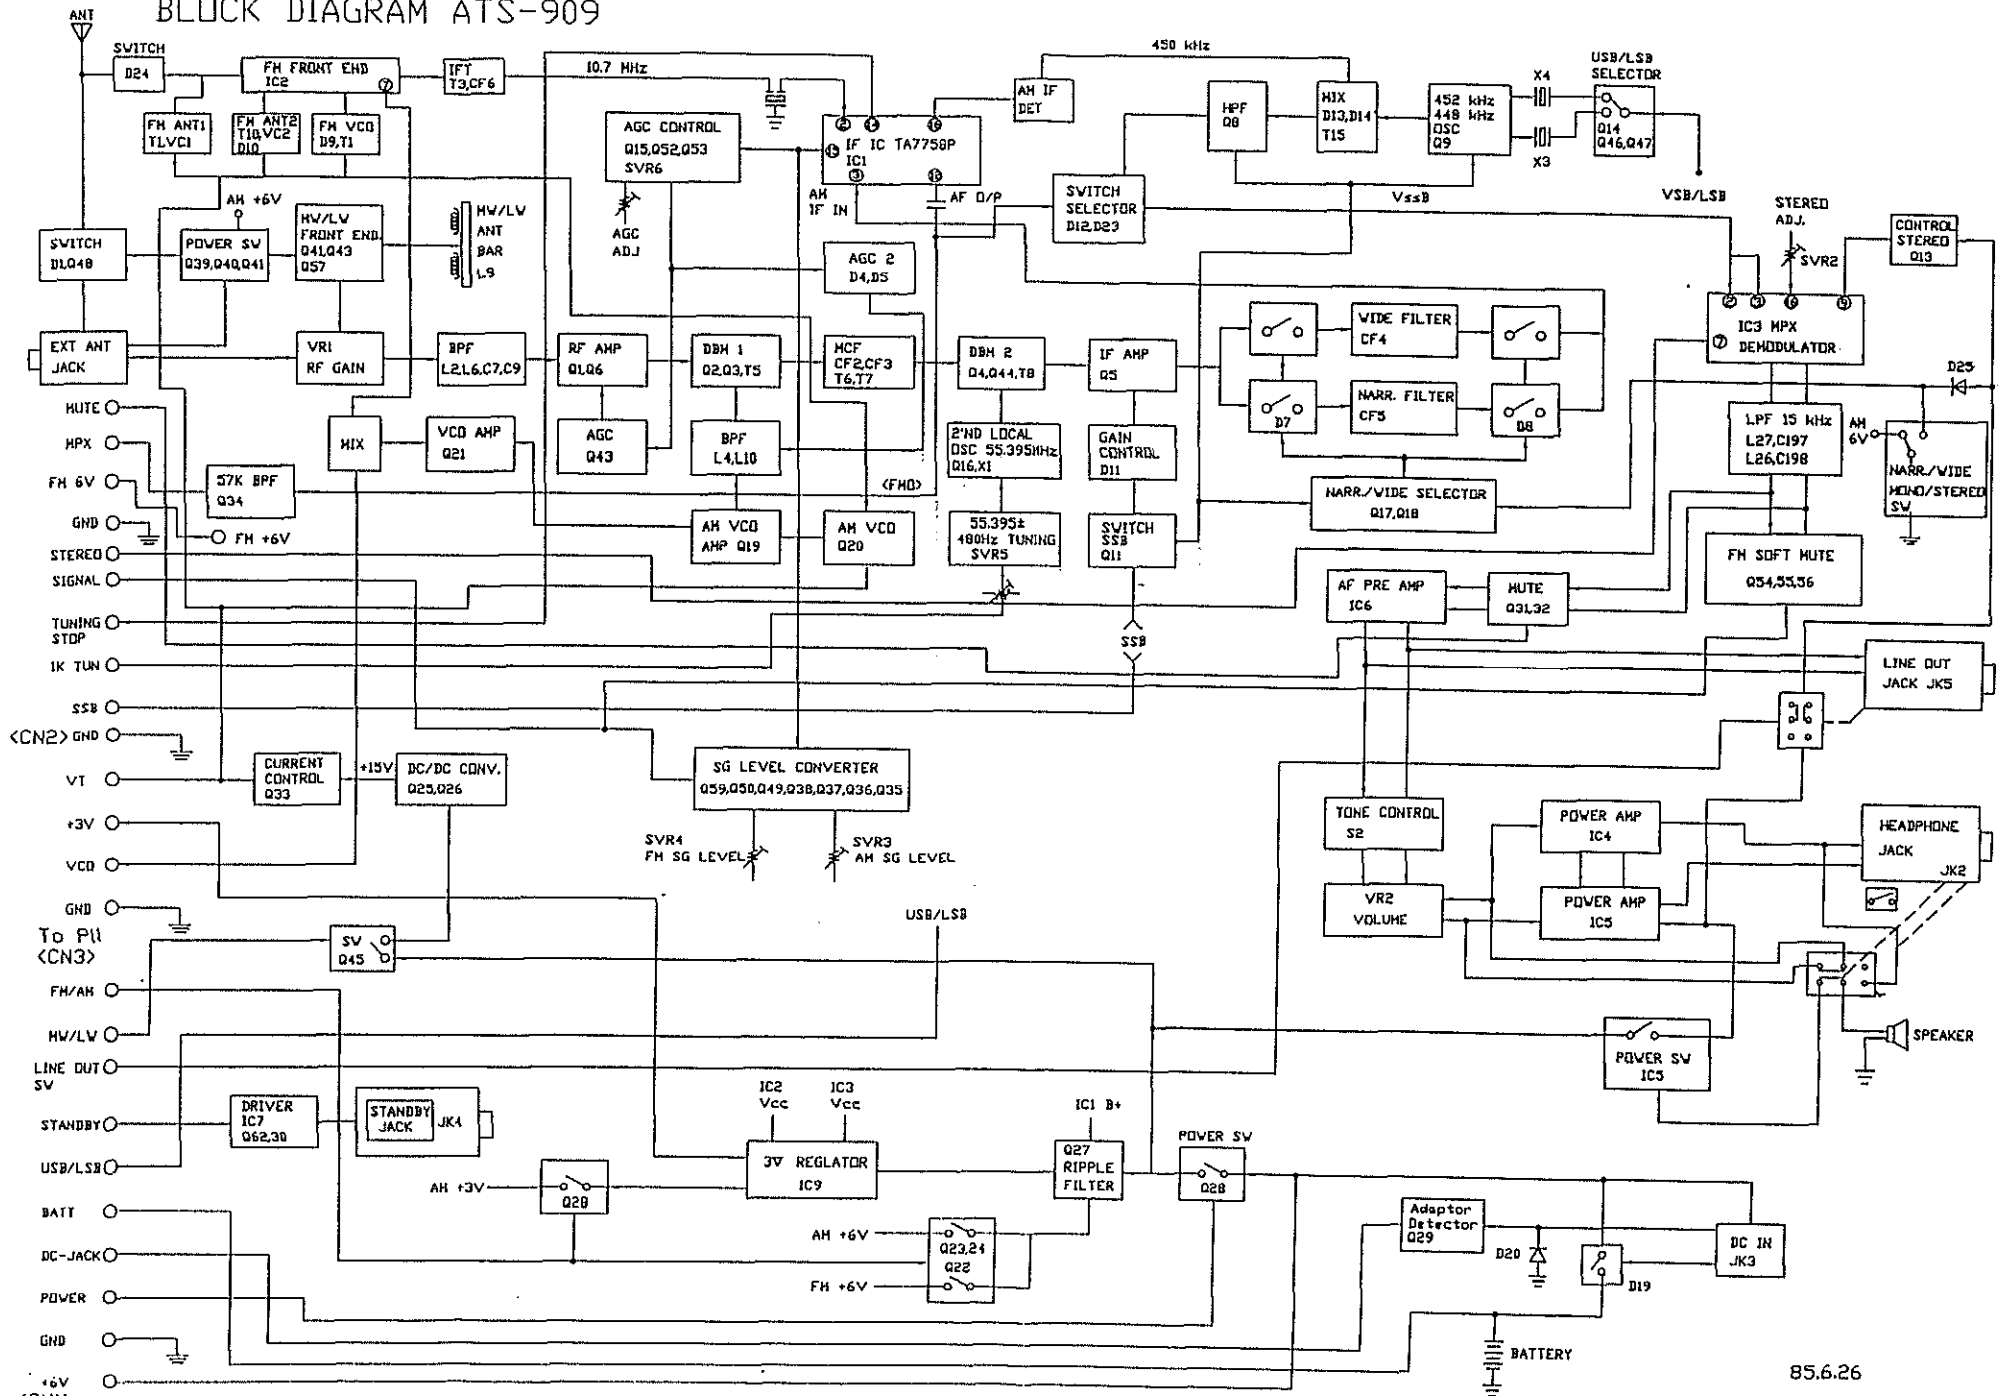 BLOCK DIAGRAM ATS-909
ANT
SWITCH
D24
FM FRONT END
IC2
7
IFT
T3,CF6
10.7 MHz
450 kHz
FM ANT1
T1,VC1
FM ANT2
T10,VC2
D10
FM VCO
D9,T1
AGC CONTROL
Q15,Q52,Q53
SVR6
AGC
ADJ
IF IC TA7758P
IC1
AM
IF IN
AF O/P
AM IF
DET
HPF
Q8
MIX
D13,D14
T15
452 kHz
448 kHz
OSC
Q9
X4
X3
USB/LSB
SELECTOR
Q14
Q46,Q47
VSB/LSB
VssB
SWITCH
SELECTOR
D12,D23
STEREO
ADJ.
SVR2
CONTROL
STEREO
Q13
AM +6V
SWITCH
D1,Q48
POWER SW
Q39,Q40,Q41
MW/LW
FRONT END
Q41,Q43
Q57
MW/LW
ANT
BAR
L9
AGC 2
D4,D5
2
3
16
9
IC3 MPX
DEMODULATOR
7
EXT ANT
JACK
VR1
RF GAIN
BPF
L2,L6,C7,C9
RF AMP
Q1,Q6
DBM 1
Q2,Q3,T5
MCF
CF2,CF3
T6,T7
DBM 2
Q4,Q44,T8
IF AMP
Q5
WIDE FILTER
CF4
NARR. FILTER
CF5
D7
D8
D25
MUTE
MPX
FM 6V
GND
FM +6V
57K BPF
Q34
MIX
VCO AMP
Q21
AGC
Q43
BPF
L4,L10
2'ND LOCAL
OSC 55.395MHz
Q16,X1
GAIN
CONTROL
D11
NARR./WIDE SELECTOR
Q17,Q18
LPF 15 kHz
L27,C197
L26,C198
AM
6V
NARR./WIDE
MONO/STEREO
SW
<FMO>
AM VCO
AMP Q19
AM VCO
Q20
55.395±
480Hz TUNING
SVR5
SWITCH
SSB
Q11
FM SOFT MUTE
Q54,55,56
STEREO
SIGNAL
TUNING
STOP
1K TUN
SSB
SSB
AF PRE AMP
IC6
MUTE
Q31,32
LINE OUT
JACK JK5
<CN2> GND
VT
CURRENT
CONTROL
Q33
+15V
DC/DC CONV.
Q25,Q26
SG LEVEL CONVERTER
Q59,Q50,Q49,Q38,Q37,Q36,Q35
SVR4
FM SG LEVEL
SVR3
AM SG LEVEL
+3V
VCO
GND
To Pll
<CN3>
SW
Q45
USB/LSB
TONE CONTROL
S2
VR2
VOLUME
POWER AMP
IC4
POWER AMP
IC5
HEADPHONE
JACK
JK2
SPEAKER
POWER SW
IC5
FM/AM
MW/LW
LINE OUT
SW
STANDBY
DRIVER
IC7
Q62,30
STANDBY
JACK
JK4
USB/LSB
BATT
DC-JACK
POWER
GND
+6V
AM +3V
Q28
IC2
Vcc
IC3
Vcc
3V REGLATOR
IC9
IC1 B+
Q27
RIPPLE
FILTER
POWER SW
Q28
AM +6V
Q23,24
Q22
FM +6V
Adaptor
Detector
Q29
D20
D19
DC IN
JK3
BATTERY
85.6.26